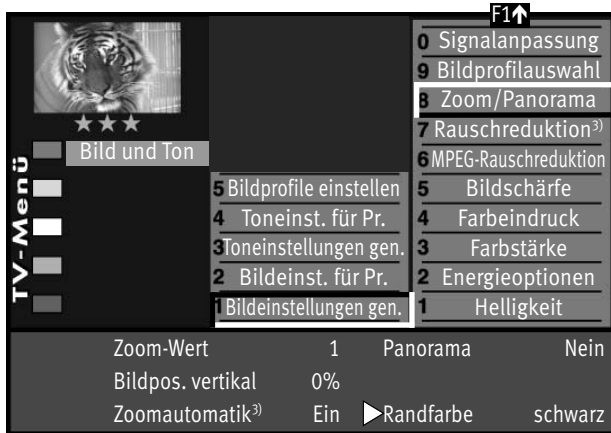 F1↑
0 Signalanpassung
9 Bildprofilauswahl
8 Zoom/Panorama
7 Rauschreduktion3)
6 MPEG-Rauschreduktion
5 Bildschärfe
4 Farbeindruck
3 Farbstärke
2 Energieoptionen
1 Helligkeit
TV-Menü
Bild und Ton
5 Bildprofile einstellen
4 Toneinst. für Pr.
3 Toneinstellungen gen.
2 Bildeinst. für Pr.
1 Bildeinstellungen gen.
Zoom-Wert 1 Panorama Nein
Bildpos. vertikal 0%
Zoomautomatik3) Ein Randfarbe schwarz